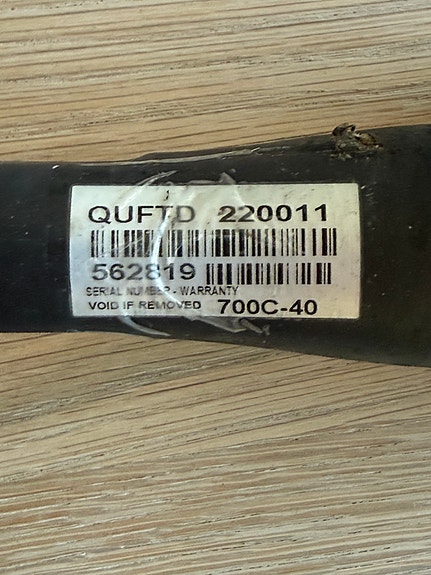 QUFTD 220011
562819
SERIAL NUMBER - WARRANTY
VOID IF REMOVED 700C-40